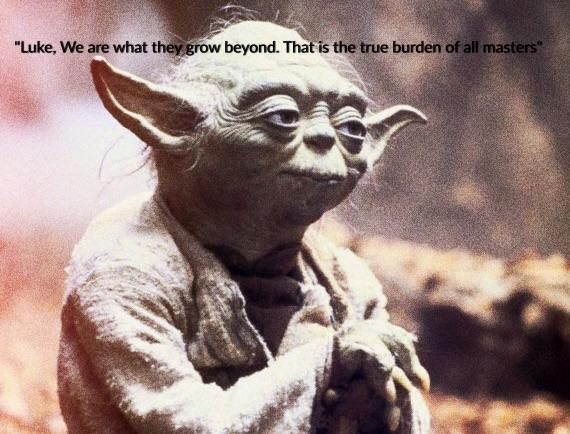 "Luke, We are what they grow beyond. That is the true burden of all masters"